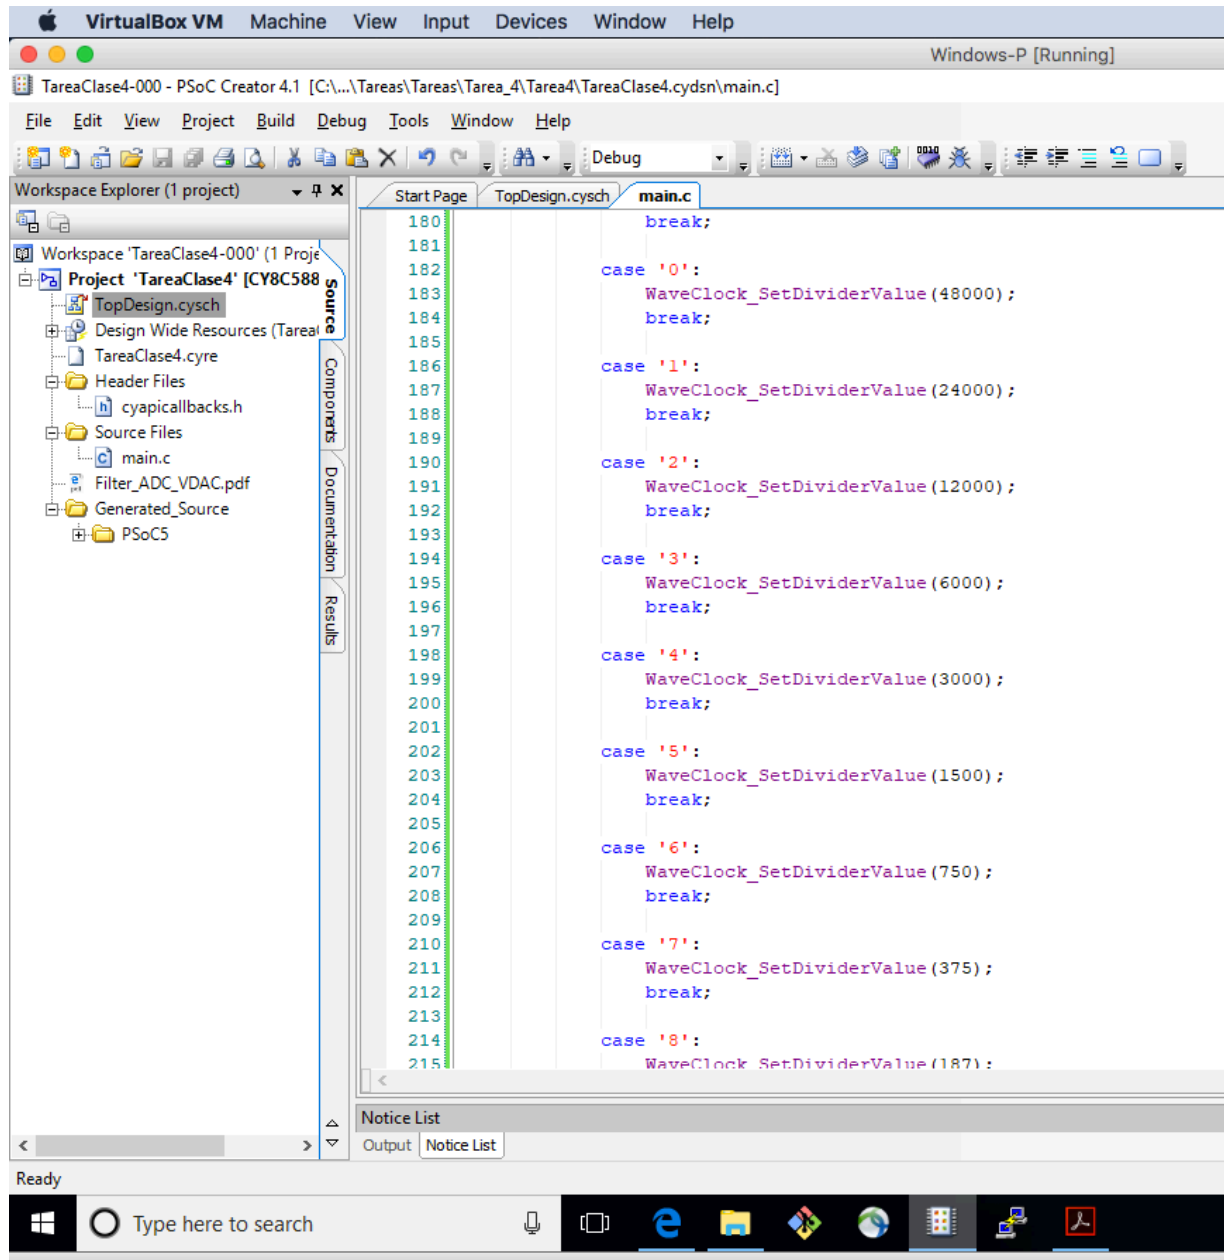 VirtualBox VM Machine View Input Devices Window Help
Windows-P [Running]
TareaClase4-000 - PSoC Creator 4.1 [C:\...\Tareas\Tareas\Tarea_4\Tarea4\TareaClase4.cydsn\main.c]
File Edit View Project Build Debug Tools Window Help
Debug
Workspace Explorer (1 project)
Start Page TopDesign.cysch main.c
Workspace 'TareaClase4-000' (1 Proje
Project 'TareaClase4' [CY8C588
TopDesign.cysch
Design Wide Resources (Tarea
TareaClase4.cyre
Header Files
cyapicallbacks.h
Source Files
main.c
Filter_ADC_VDAC.pdf
Generated_Source
PSoC5
Source
Components
Documentation
Results
180 break;
181
182 case '0':
183 WaveClock_SetDividerValue(48000);
184 break;
185
186 case '1':
187 WaveClock_SetDividerValue(24000);
188 break;
189
190 case '2':
191 WaveClock_SetDividerValue(12000);
192 break;
193
194 case '3':
195 WaveClock_SetDividerValue(6000);
196 break;
197
198 case '4':
199 WaveClock_SetDividerValue(3000);
200 break;
201
202 case '5':
203 WaveClock_SetDividerValue(1500);
204 break;
205
206 case '6':
207 WaveClock_SetDividerValue(750);
208 break;
209
210 case '7':
211 WaveClock_SetDividerValue(375);
212 break;
213
214 case '8':
215 WaveClock_SetDividerValue(187);
Notice List
Output Notice List
Ready
Type here to search